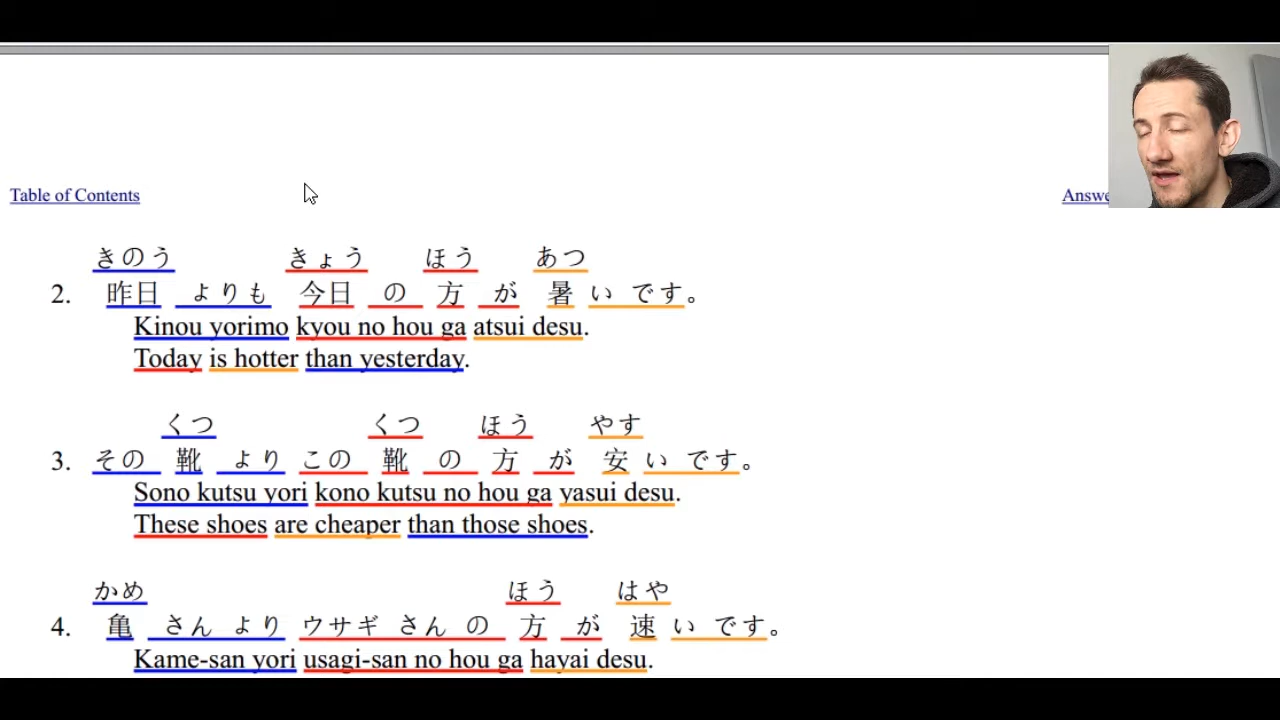 Table of Contents
Answe
きのう きょう ほう あつ
2. 昨日 よりも 今日 の 方 が 暑 い です。
Kinou yorimo kyou no hou ga atsui desu.
Today is hotter than yesterday.
くつ くつ ほう やす
3. その 靴 より この 靴 の 方 が 安 い です。
Sono kutsu yori kono kutsu no hou ga yasui desu.
These shoes are cheaper than those shoes.
かめ ほう はや
4. 亀 さん より ウサギ さん の 方 が 速 い です。
Kame-san yori usagi-san no hou ga hayai desu.